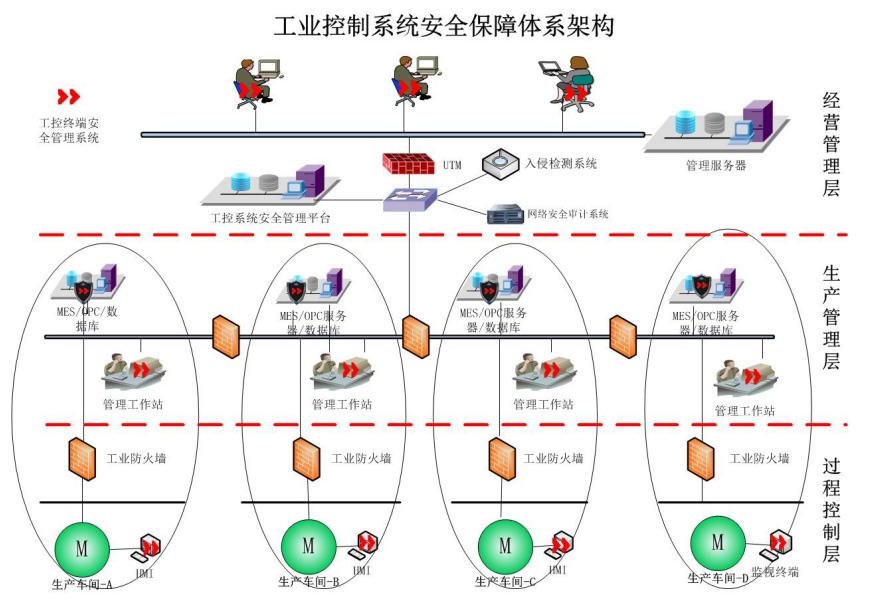 工业控制系统安全保障体系架构
工控终端安
全管理系统
经营管理层
管理服务器
UTM
入侵检测系统
工控系统安全管理平台
网络安全审计系统
生产管理层
MES/OPC/数
据库
MES/OPC服务
器/数据库
MES/OPC服务
器/数据库
MES/OPC服务
器/数据库
管理工作站
管理工作站
管理工作站
管理工作站
过程控制层
工业防火墙
工业防火墙
工业防火墙
工业防火墙
M
HMI
生产车间-A
M
HMI
生产车间-B
M
HMI
生产车间-C
M
监视终端
生产车间-D